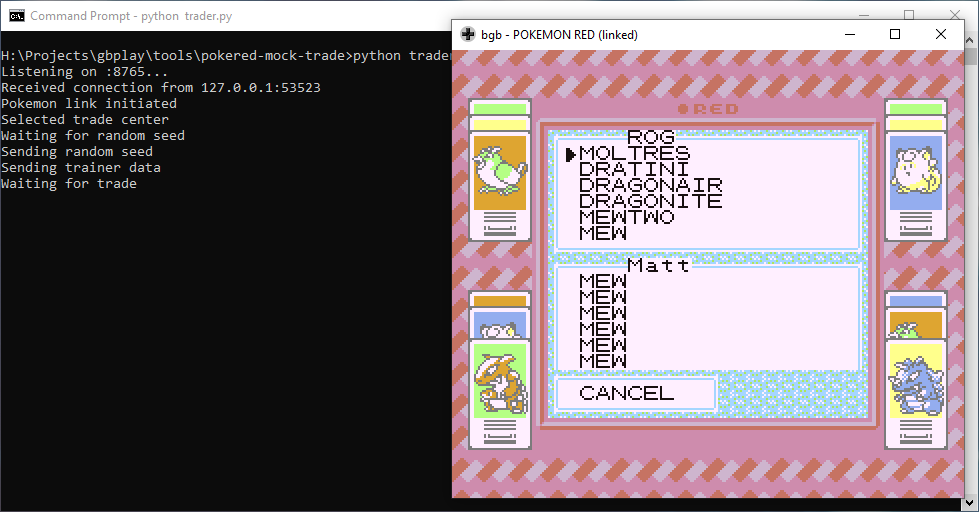 Command Prompt - python  trader.py
H:\Projects\gbplay\tools\pokered-mock-trade>python trader
Listening on :8765...
Received connection from 127.0.0.1:53523
Pokemon link initiated
Selected trade center
Waiting for random seed
Sending random seed
Sending trainer data
Waiting for trade
bgb - POKEMON RED (linked)
RED
ROG
MOLTRES
DRATINI
DRAGONAIR
DRAGONITE
MEWTWO
MEW
Matt
MEW
MEW
MEW
MEW
MEW
MEW
CANCEL